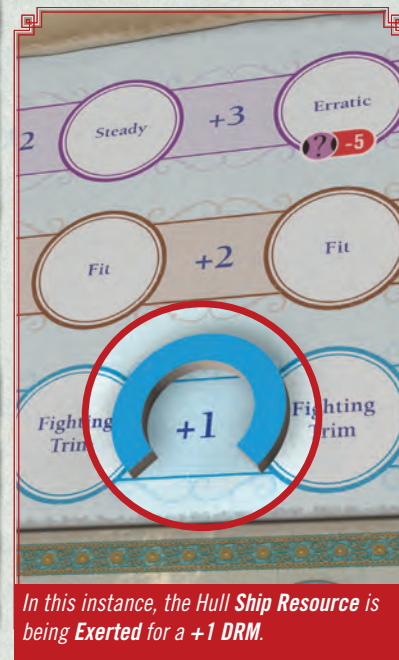 2 Steady +3 Erratic
? -5
Fit +2 Fit
Fighting Trim +1 Fighting Trim
In this instance, the Hull Ship Resource is
being Exerted for a +1 DRM.